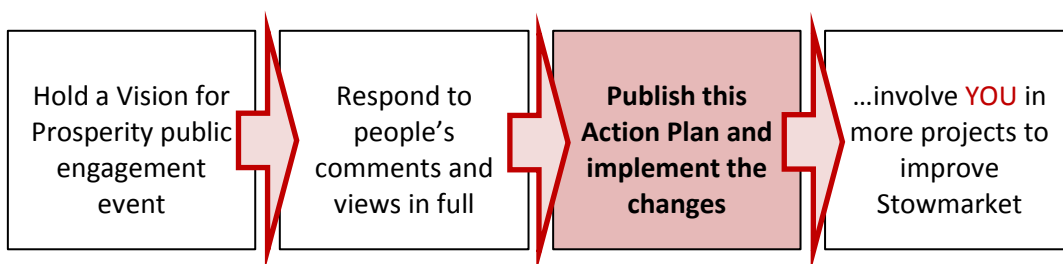 Hold a Vision for
Prosperity public
engagement
event
Respond to
people’s
comments and
views in full
Publish this
Action Plan and
implement the
changes
…involve YOU in
more projects to
improve
Stowmarket